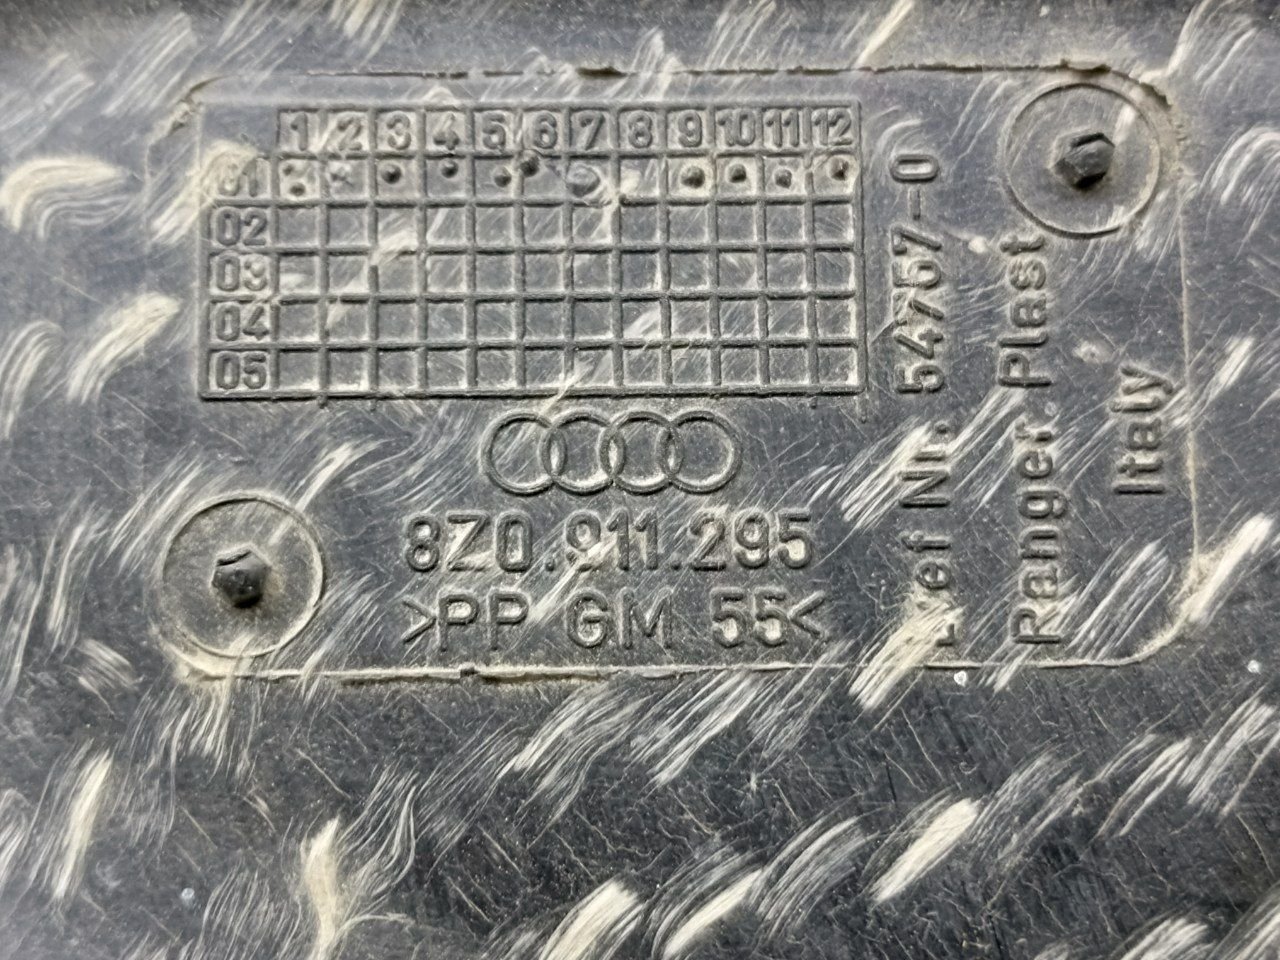 1 2 3 4 5 6 7 8 9 10 11 12
01
02
03
04
05
8Z0.911.295
>PP GM 55<
Ref Nr. 54757-0
Ranger Plast
Italy